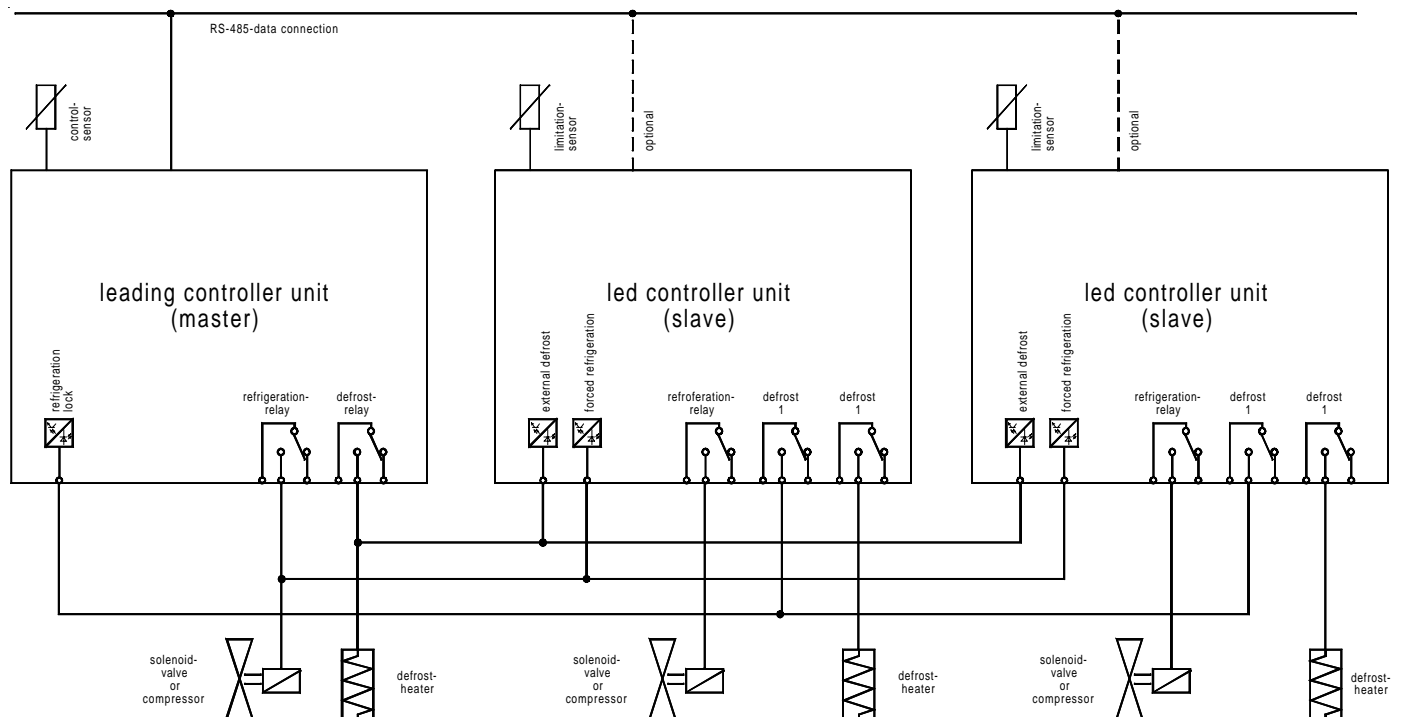 RS-485-data connection
control-
sensor
limitation-
sensor
optional
limitation-
sensor
optional
leading controller unit
(master)
led controller unit
(slave)
led controller unit
(slave)
refrigeration
lock
refrigeration-
relay
defrost-
relay
external defrost
forced refrigeration
refroferation-
relay
defrost
1
defrost
1
external defrost
forced refrigeration
refrigeration-
relay
defrost
1
defrost
1
solenoid-
valve
or
compressor
defrost-
heater
solenoid-
valve
or
compressor
defrost-
heater
solenoid-
valve
or
compressor
defrost-
heater